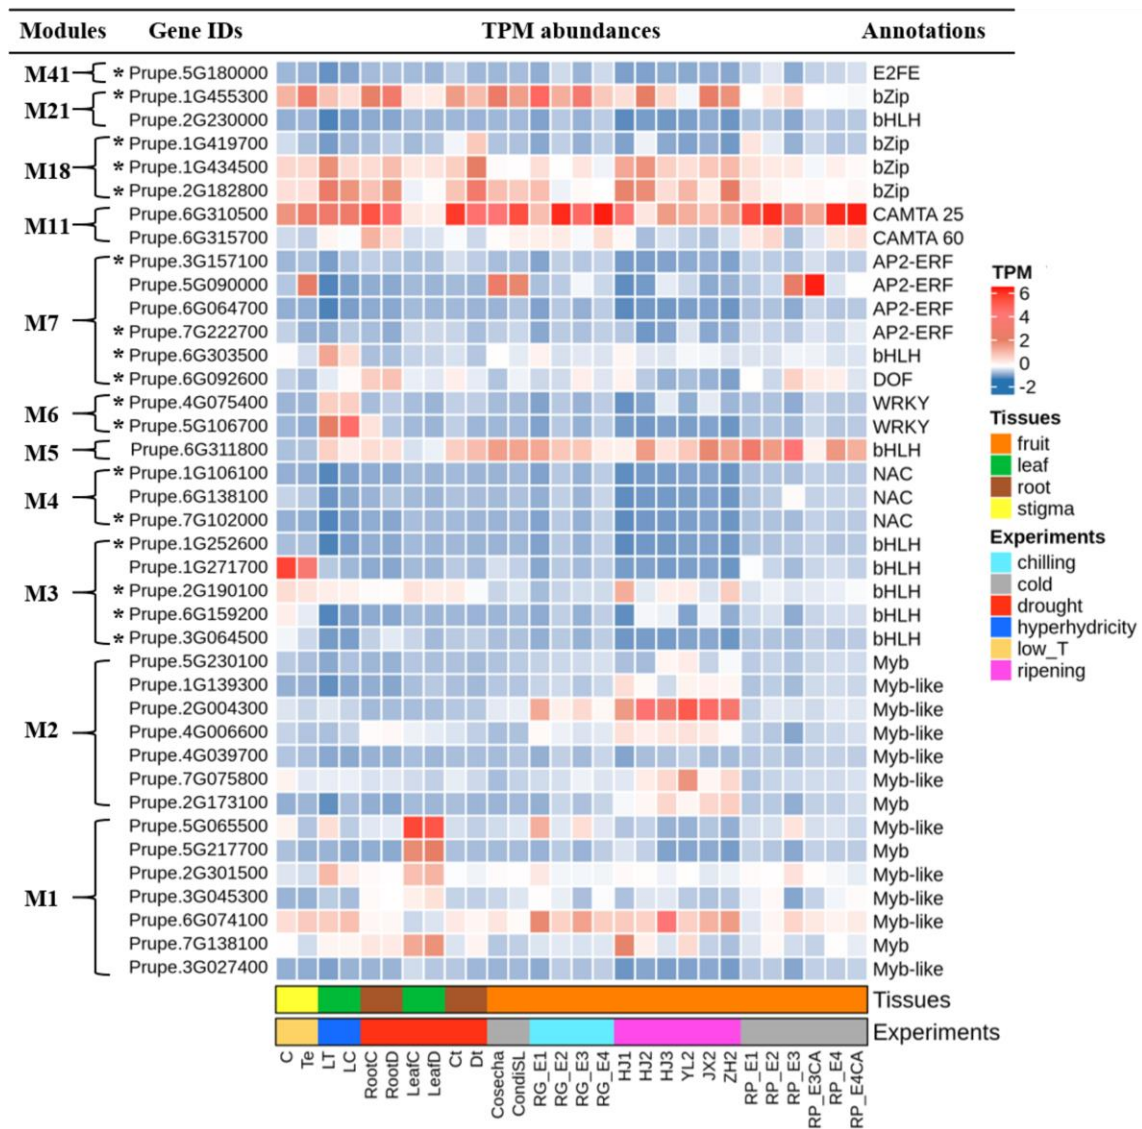 Modules Gene IDs TPM abundances Annotations
M41 * Prupe.5G180000 E2FE
M21 * Prupe.1G455300 bZip
Prupe.2G230000 bHLH
M18 * Prupe.1G419700 bZip
* Prupe.1G434500 bZip
* Prupe.2G182800 bZip
M11 Prupe.6G310500 CAMTA 25
Prupe.6G315700 CAMTA 60
M7 * Prupe.3G157100 AP2-ERF
Prupe.5G090000 AP2-ERF
Prupe.6G064700 AP2-ERF
* Prupe.7G222700 AP2-ERF
* Prupe.6G303500 bHLH
* Prupe.6G092600 DOF
M6 * Prupe.4G075400 WRKY
* Prupe.5G106700 WRKY
M5 Prupe.6G311800 bHLH
M4 * Prupe.1G106100 NAC
Prupe.6G138100 NAC
* Prupe.7G102000 NAC
M3 * Prupe.1G252600 bHLH
Prupe.1G271700 bHLH
* Prupe.2G190100 bHLH
* Prupe.6G159200 bHLH
* Prupe.3G064500 bHLH
M2 Prupe.5G230100 Myb
Prupe.1G139300 Myb-like
Prupe.2G004300 Myb-like
Prupe.4G006600 Myb-like
Prupe.4G039700 Myb-like
Prupe.7G075800 Myb-like
Prupe.2G173100 Myb
M1 Prupe.5G065500 Myb-like
Prupe.5G217700 Myb
Prupe.2G301500 Myb-like
Prupe.3G045300 Myb-like
Prupe.6G074100 Myb-like
Prupe.7G138100 Myb
Prupe.3G027400 Myb-like
Tissues
Experiments
C Te LT LC RootC RootD LeafC LeafD Ct Dt Cosecha CondiSL RG_E1 RG_E2 RG_E3 RG_E4 HJ1 HJ2 HJ3 YL2 JX2 ZH2 RP_E1 RP_E2 RP_E3 RP_E3CA RP_E4 RP_E4CA
TPM
6
4
2
0
-2
Tissues
fruit
leaf
root
stigma
Experiments
chilling
cold
drought
hyperhydricity
low_T
ripening